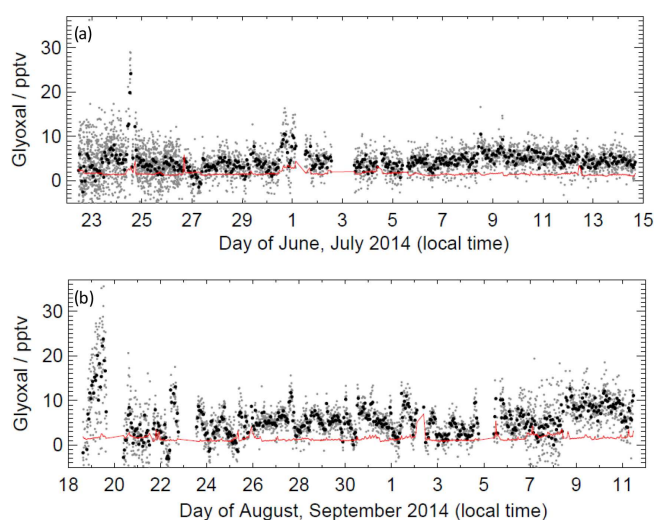 (a)
30
20
10
0
Glyoxal / pptv
23 25 27 29 1 3 5 7 9 11 13 15
Day of June, July 2014 (local time)
(b)
30
20
10
0
Glyoxal / pptv
18 20 22 24 26 28 30 1 3 5 7 9 11
Day of August, September 2014 (local time)